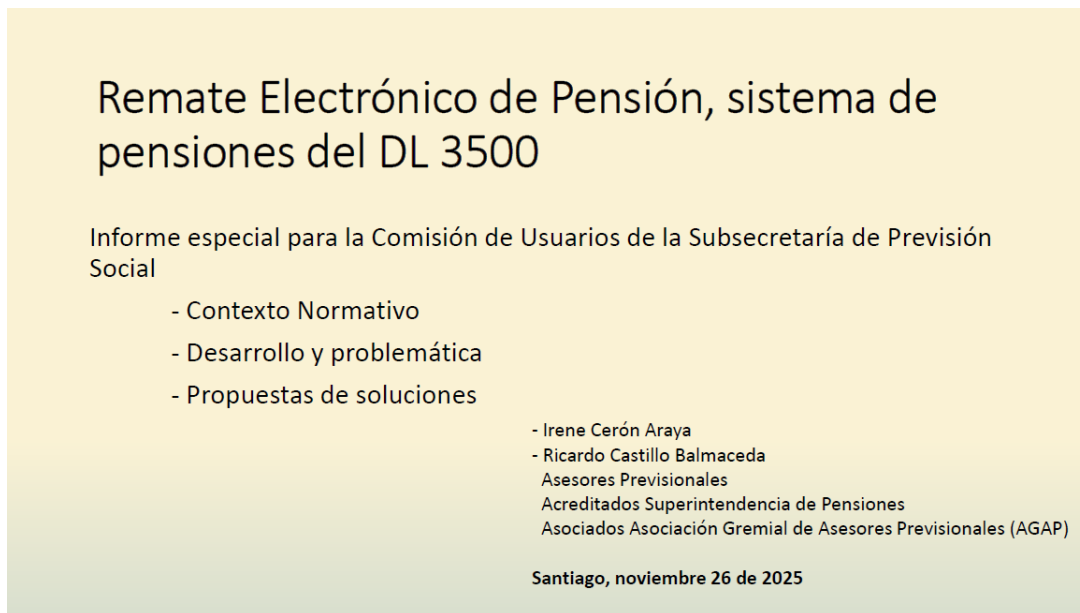 Remate Electrónico de Pensión, sistema de
pensiones del DL 3500
Informe especial para la Comisión de Usuarios de la Subsecretaría de Previsión
Social
- Contexto Normativo
- Desarrollo y problemática
- Propuestas de soluciones
- Irene Cerón Araya
- Ricardo Castillo Balmaceda
Asesores Previsionales
Acreditados Superintendencia de Pensiones
Asociados Asociación Gremial de Asesores Previsionales (AGAP)
Santiago, noviembre 26 de 2025